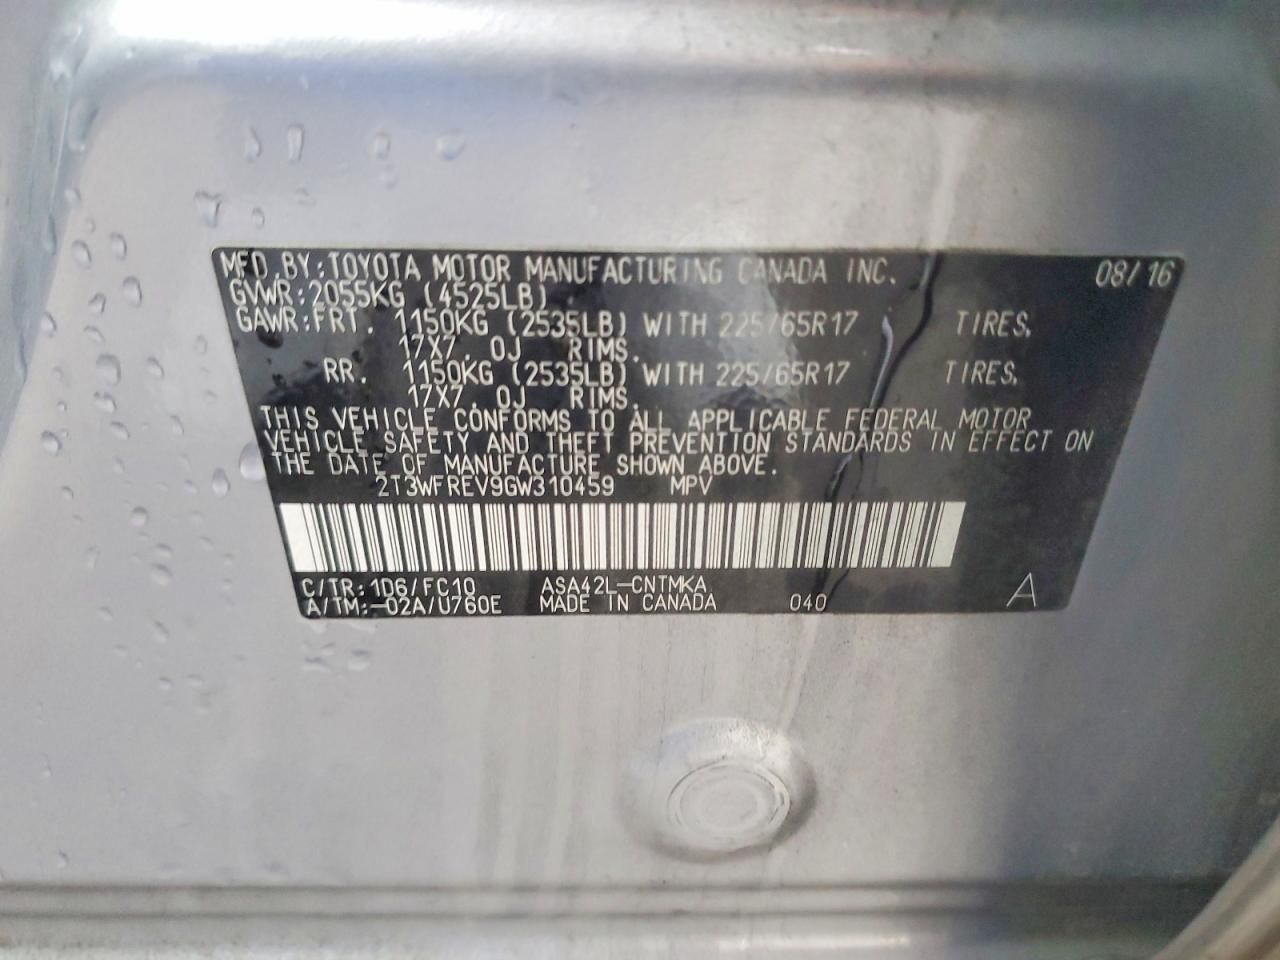 MFD.BY:TOYOTA MOTOR MANUFACTURING CANADA INC. 08/16
GVWR:2055KG (4525LB)
GAWR:FRT. 1150KG (2535LB) WITH 225/65R17 TIRES,
17X7.0J RIMS.
RR. 1150KG (2535LB) WITH 225/65R17 TIRES,
17X7.0J RIMS.
THIS VEHICLE CONFORMS TO ALL APPLICABLE FEDERAL MOTOR
VEHICLE SAFETY AND THEFT PREVENTION STANDARDS IN EFFECT ON
THE DATE OF MANUFACTURE SHOWN ABOVE.
2T3WFREV9GW310459 MPV
C/TR:1D6/FC10 ASA42L-CNTMKA
A/TM:-02A/U760E MADE IN CANADA 040 A